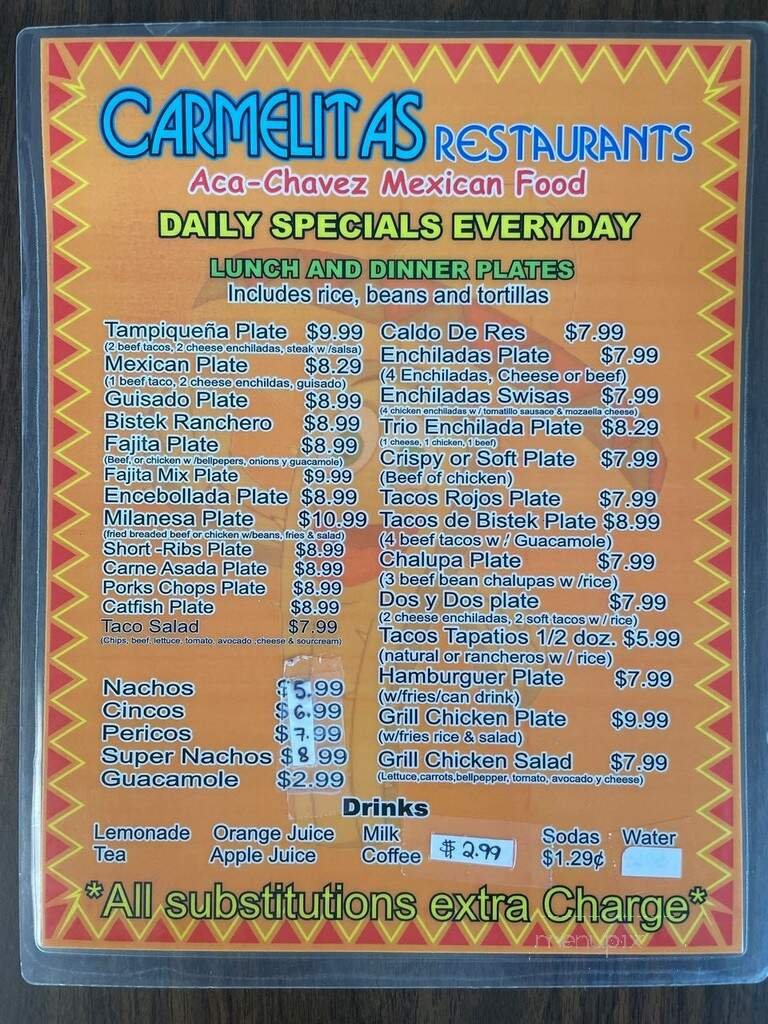 CARMELITAS RESTAURANTS
Aca-Chavez Mexican Food
DAILY SPECIALS EVERYDAY
LUNCH AND DINNER PLATES
Includes rice, beans and tortillas
Tampiqueña Plate $9.99
(2 beef tacos, 2 cheese enchiladas, steak w/salsa)
Mexican Plate $8.29
(1 beef taco, 2 cheese enchildas, guisado)
Guisado Plate $8.99
Bistek Ranchero $8.99
Fajita Plate $8.99
(Beef, or chicken w/bellpepers, onions y guacamole)
Fajita Mix Plate $9.99
Encebollada Plate $8.99
Milanesa Plate $10.99
(fried breaded beef or chicken w/beans, fries & salad)
Short-Ribs Plate $8.99
Carne Asada Plate $8.99
Porks Chops Plate $8.99
Catfish Plate $8.99
Taco Salad $7.99
(Chips, beef, lettuce, tomato, avocado ,cheese & sourcream)
Nachos $5.99
Cincos $6.99
Pericos $7.99
Super Nachos $8.99
Guacamole $2.99
Caldo De Res $7.99
Enchiladas Plate $7.99
(4 Enchiladas, Cheese or beef)
Enchiladas Swisas $7.99
(4 chicken enchiladas w/ tomatillo sausace & mozaella cheese)
Trio Enchilada Plate $8.29
(1 cheese, 1 chicken, 1 beef)
Crispy or Soft Plate $7.99
(Beef of chicken)
Tacos Rojos Plate $7.99
Tacos de Bistek Plate $8.99
(4 beef tacos w / Guacamole)
Chalupa Plate $7.99
(3 beef bean chalupas w /rice)
Dos y Dos plate $7.99
(2 cheese enchiladas, 2 soft tacos w / rice)
Tacos Tapatios 1/2 doz. $5.99
(natural or rancheros w / rice)
Hamburguer Plate $7.99
(w/fries/can drink)
Grill Chicken Plate $9.99
(w/fries rice & salad)
Grill Chicken Salad $7.99
(Lettuce,carrots,bellpepper, tomato, avocado y cheese)
Drinks
Lemonade Orange Juice Milk Sodas Water
Tea Apple Juice Coffee $2.99 $1.29¢
*All substitutions extra Charge*
menupix